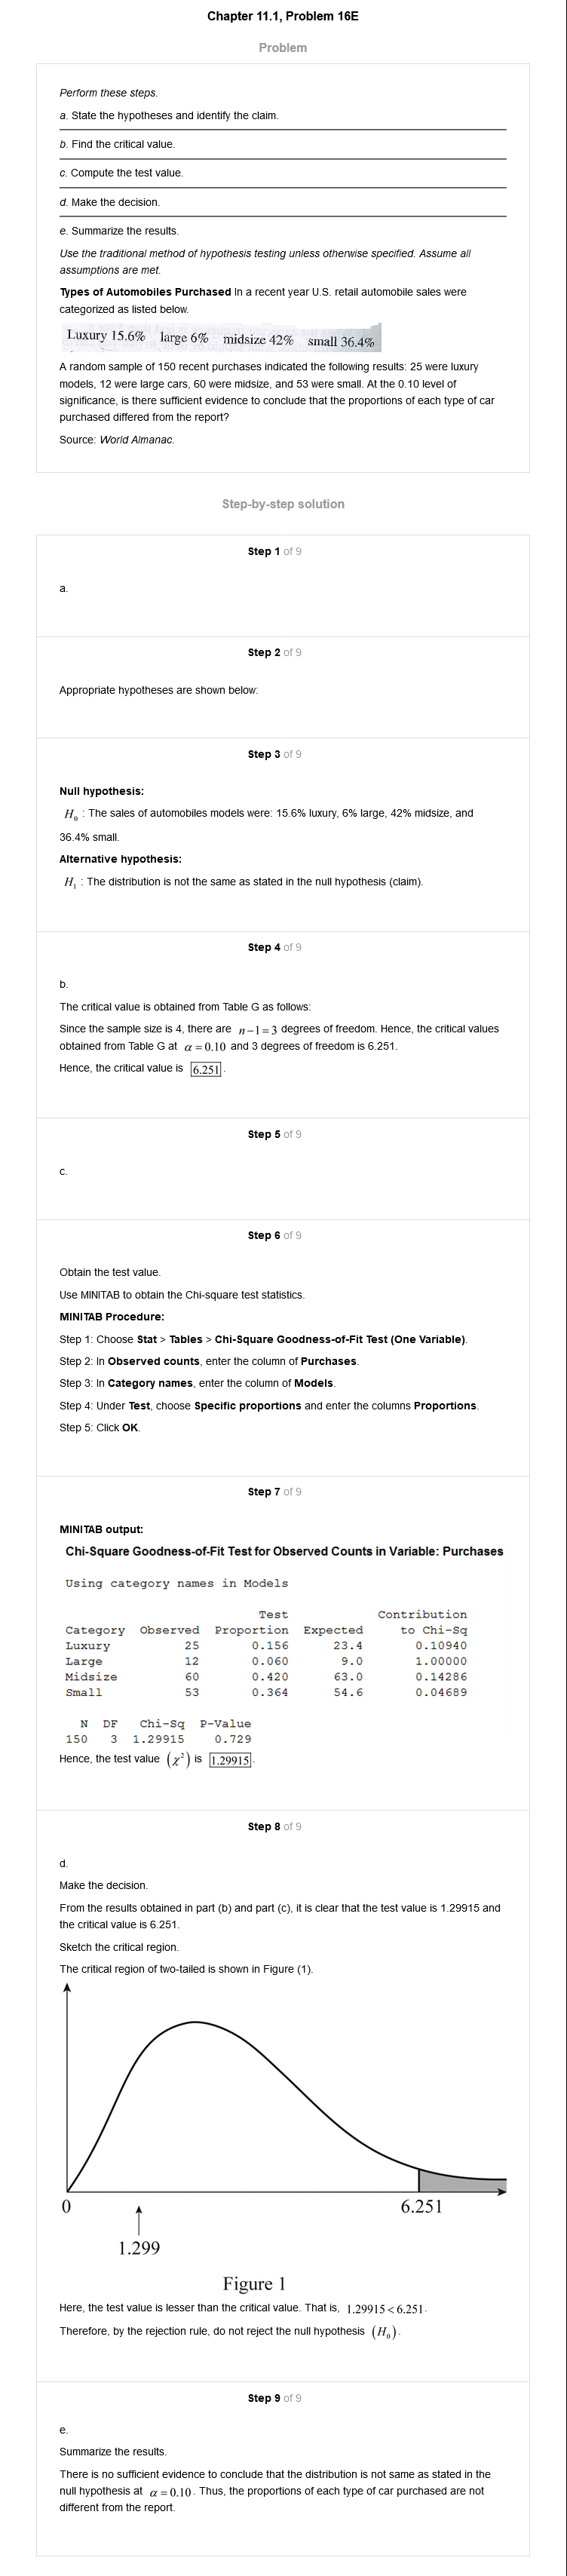 Chapter 11.1, Problem 16E
Problem
Perform these steps.
a. State the hypotheses and identify the claim.
b. Find the critical value.
c. Compute the test value.
d. Make the decision.
e. Summarize the results.
Use the traditional method of hypothesis testing unless otherwise specified. Assume all
assumptions are met.
Types of Automobiles Purchased In a recent year U.S. retail automobile sales were
categorized as listed below.
Luxury 15.6% large 6% midsize 42% small 36.4%
A random sample of 150 recent purchases indicated the following results: 25 were luxury
models, 12 were large cars, 60 were midsize, and 53 were small. At the 0.10 level of
significance, is there sufficient evidence to conclude that the proportions of each type of car
purchased differed from the report?
Source: World Almanac.
Step-by-step solution
Step 1 of 9
a.
Step 2 of 9
Appropriate hypotheses are shown below:
Step 3 of 9
Null hypothesis:
H₀ : The sales of automobiles models were: 15.6% luxury, 6% large, 42% midsize, and
36.4% small.
Alternative hypothesis:
H₁ : The distribution is not the same as stated in the null hypothesis (claim).
Step 4 of 9
b.
The critical value is obtained from Table G as follows:
Since the sample size is 4, there are n−1=3 degrees of freedom. Hence, the critical values
obtained from Table G at α = 0.10 and 3 degrees of freedom is 6.251.
Hence, the critical value is 6.251.
Step 5 of 9
c.
Step 6 of 9
Obtain the test value.
Use MINITAB to obtain the Chi-square test statistics.
MINITAB Procedure:
Step 1: Choose Stat > Tables > Chi-Square Goodness-of-Fit Test (One Variable).
Step 2: In Observed counts, enter the column of Purchases.
Step 3: In Category names, enter the column of Models.
Step 4: Under Test, choose Specific proportions and enter the columns Proportions.
Step 5: Click OK.
Step 7 of 9
MINITAB output:
Chi-Square Goodness-of-Fit Test for Observed Counts in Variable: Purchases
Using category names in Models
Test Contribution
Category Observed Proportion Expected to Chi-Sq
Luxury 25 0.156 23.4 0.10940
Large 12 0.060 9.0 1.00000
Midsize 60 0.420 63.0 0.14286
Small 53 0.364 54.6 0.04689
N DF Chi-Sq P-Value
150 3 1.29915 0.729
Hence, the test value (χ²) is 1.29915.
Step 8 of 9
d.
Make the decision.
From the results obtained in part (b) and part (c), it is clear that the test value is 1.29915 and
the critical value is 6.251.
Sketch the critical region.
The critical region of two-tailed is shown in Figure (1).
0 6.251
1.299
Figure 1
Here, the test value is lesser than the critical value. That is, 1.29915 < 6.251.
Therefore, by the rejection rule, do not reject the null hypothesis (H₀).
Step 9 of 9
e.
Summarize the results.
There is no sufficient evidence to conclude that the distribution is not same as stated in the
null hypothesis at α = 0.10. Thus, the proportions of each type of car purchased are not
different from the report.